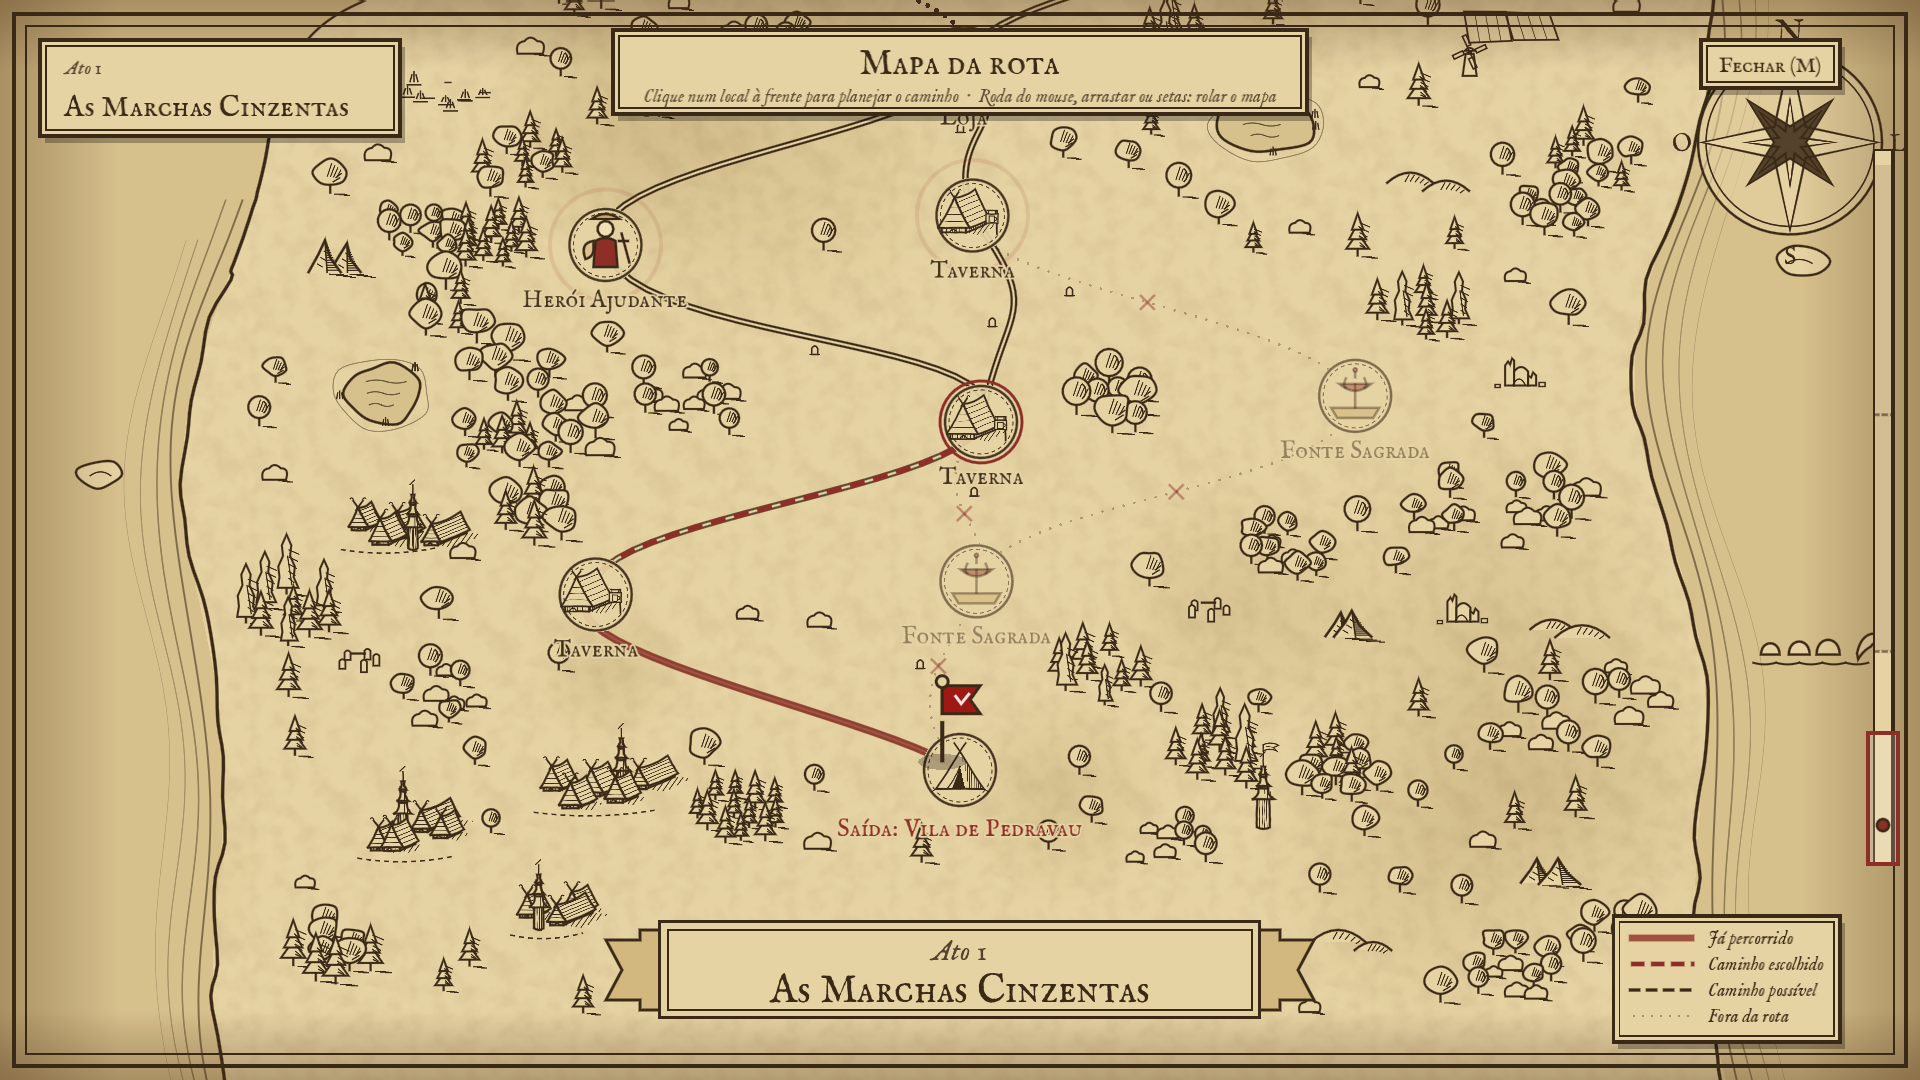 Ato 1
As Marchas Cinzentas
Mapa da rota
Clique num local à frente para planejar o caminho · Roda do mouse, arrastar ou setas: rolar o mapa
Fechar (M)
N
O
L
S
Loja
Taverna
Herói Ajudante
Fonte Sagrada
Taverna
Fonte Sagrada
Taverna
Saída: Vila de Pedravau
Ato 1
As Marchas Cinzentas
Já percorrido
Caminho escolhido
Caminho possível
Fora da rota